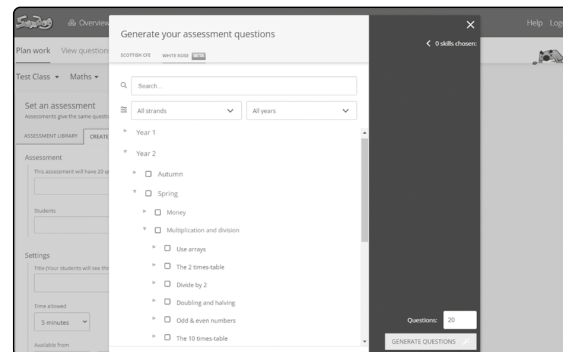 Sumdog
Overview
Help
Plan work
View question
Test Class
Maths
Set an assessment
Assessments give the same questi
ASSESSMENT LIBRARY
CREATE
Assessment
This assessment will have 20 q
Students
Settings
Title (Your students will see thi
Time allowed
5 minutes
Available from
Generate your assessment questions
SCOTTISH CFE
WHITE ROSE BETA
Search...
All strands
All years
Year 1
Year 2
Autumn
Spring
Money
Multiplication and division
Use arrays
The 2 times-table
Divide by 2
Doubling and halving
Odd & even numbers
The 10 times-table
0 skills chosen:
Questions: 20
GENERATE QUESTIONS